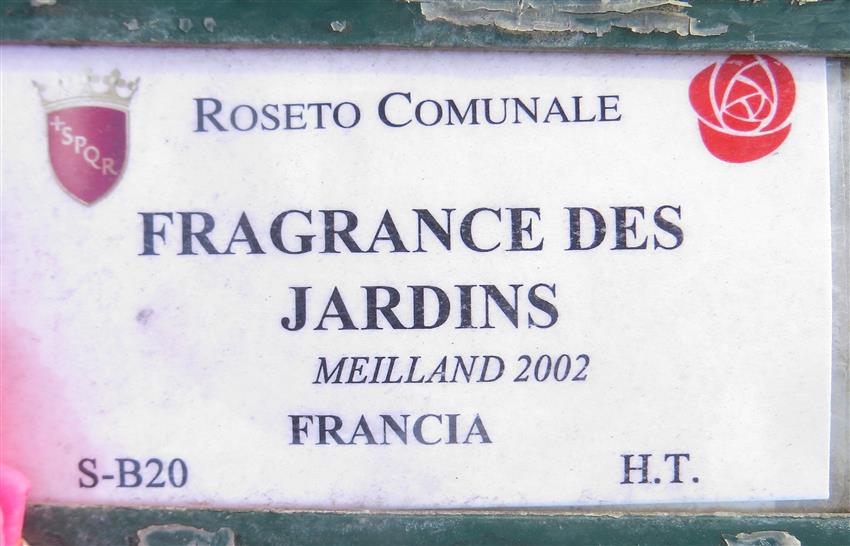 ROSETO COMUNALE
+SPQR
FRAGRANCE DES
JARDINS
MEILLAND 2002
FRANCIA
S-B20
H.T.